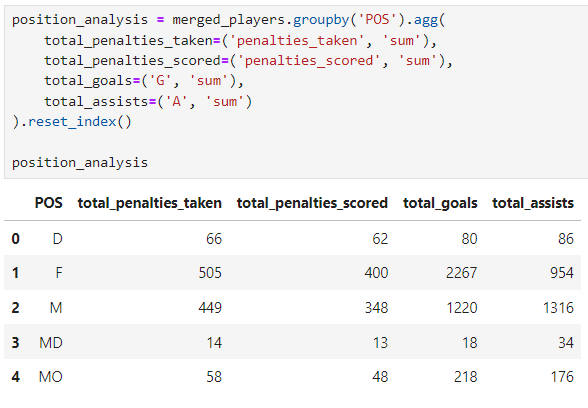 position_analysis = merged_players.groupby('POS').agg(
    total_penalties_taken=('penalties_taken', 'sum'),
    total_penalties_scored=('penalties_scored', 'sum'),
    total_goals=('G', 'sum'),
    total_assists=('A', 'sum')
).reset_index()

position_analysis
POS total_penalties_taken total_penalties_scored total_goals total_assists
0 D 66 62 80 86
1 F 505 400 2267 954
2 M 449 348 1220 1316
3 MD 14 13 18 34
4 MO 58 48 218 176